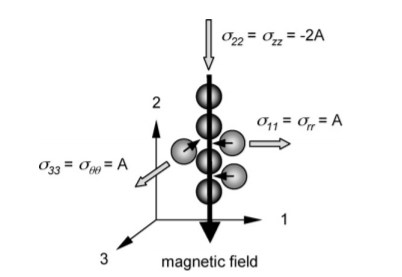 σ22 = σzz = -2A
2
σ11 = σrr = A
σ33 = σθθ = A
1
3
magnetic field